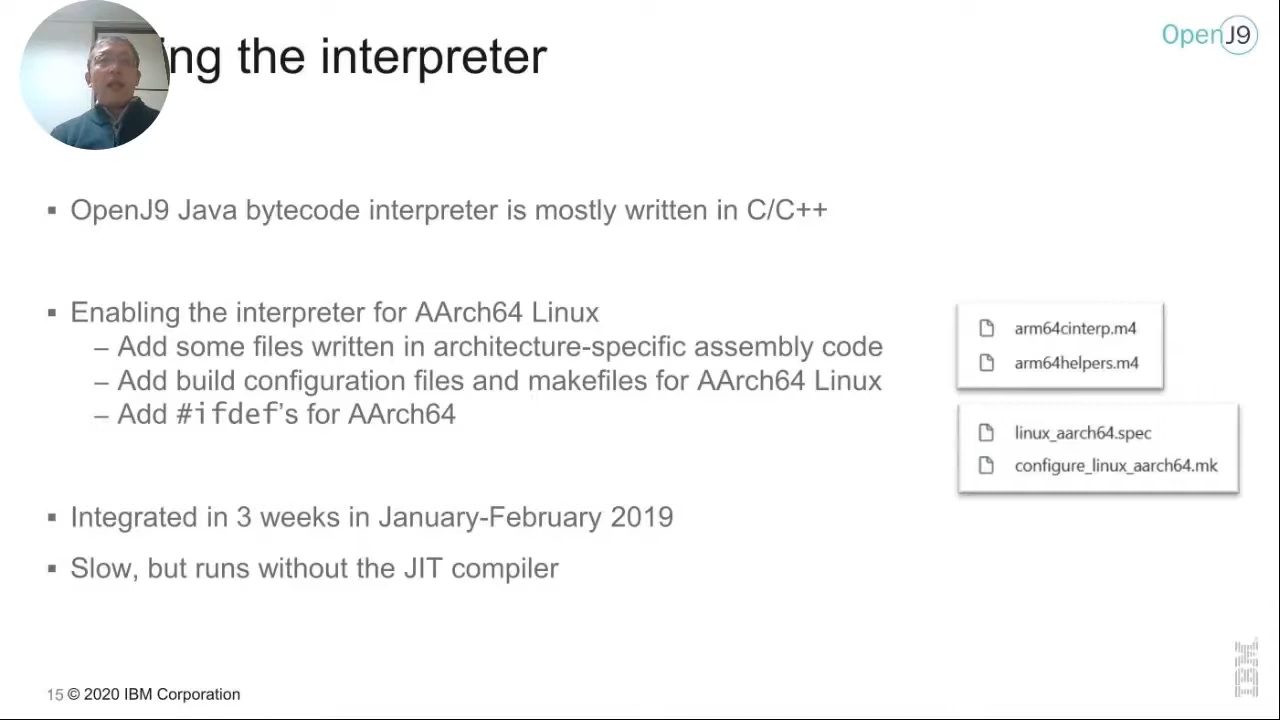 ing the interpreter
OpenJ9
▪ OpenJ9 Java bytecode interpreter is mostly written in C/C++
▪ Enabling the interpreter for AArch64 Linux
– Add some files written in architecture-specific assembly code
– Add build configuration files and makefiles for AArch64 Linux
– Add #ifdef's for AArch64
arm64cinterp.m4
arm64helpers.m4
linux_aarch64.spec
configure_linux_aarch64.mk
▪ Integrated in 3 weeks in January-February 2019
▪ Slow, but runs without the JIT compiler
15 © 2020 IBM Corporation
IBM